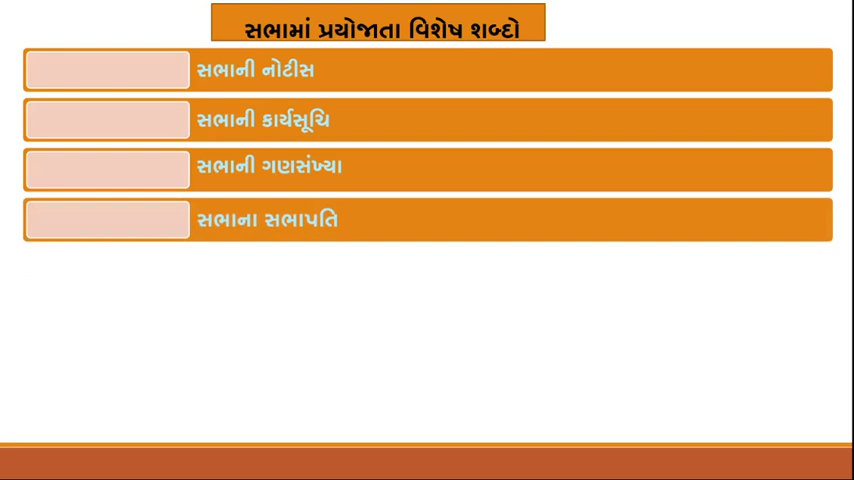 સભામાં પ્રયોજાતા વિશેષ શબ્દો
સભાની નોટીસ
સભાની કાર્યસૂચિ
સભાની ગણસંખ્યા
સભાના સભાપતિ